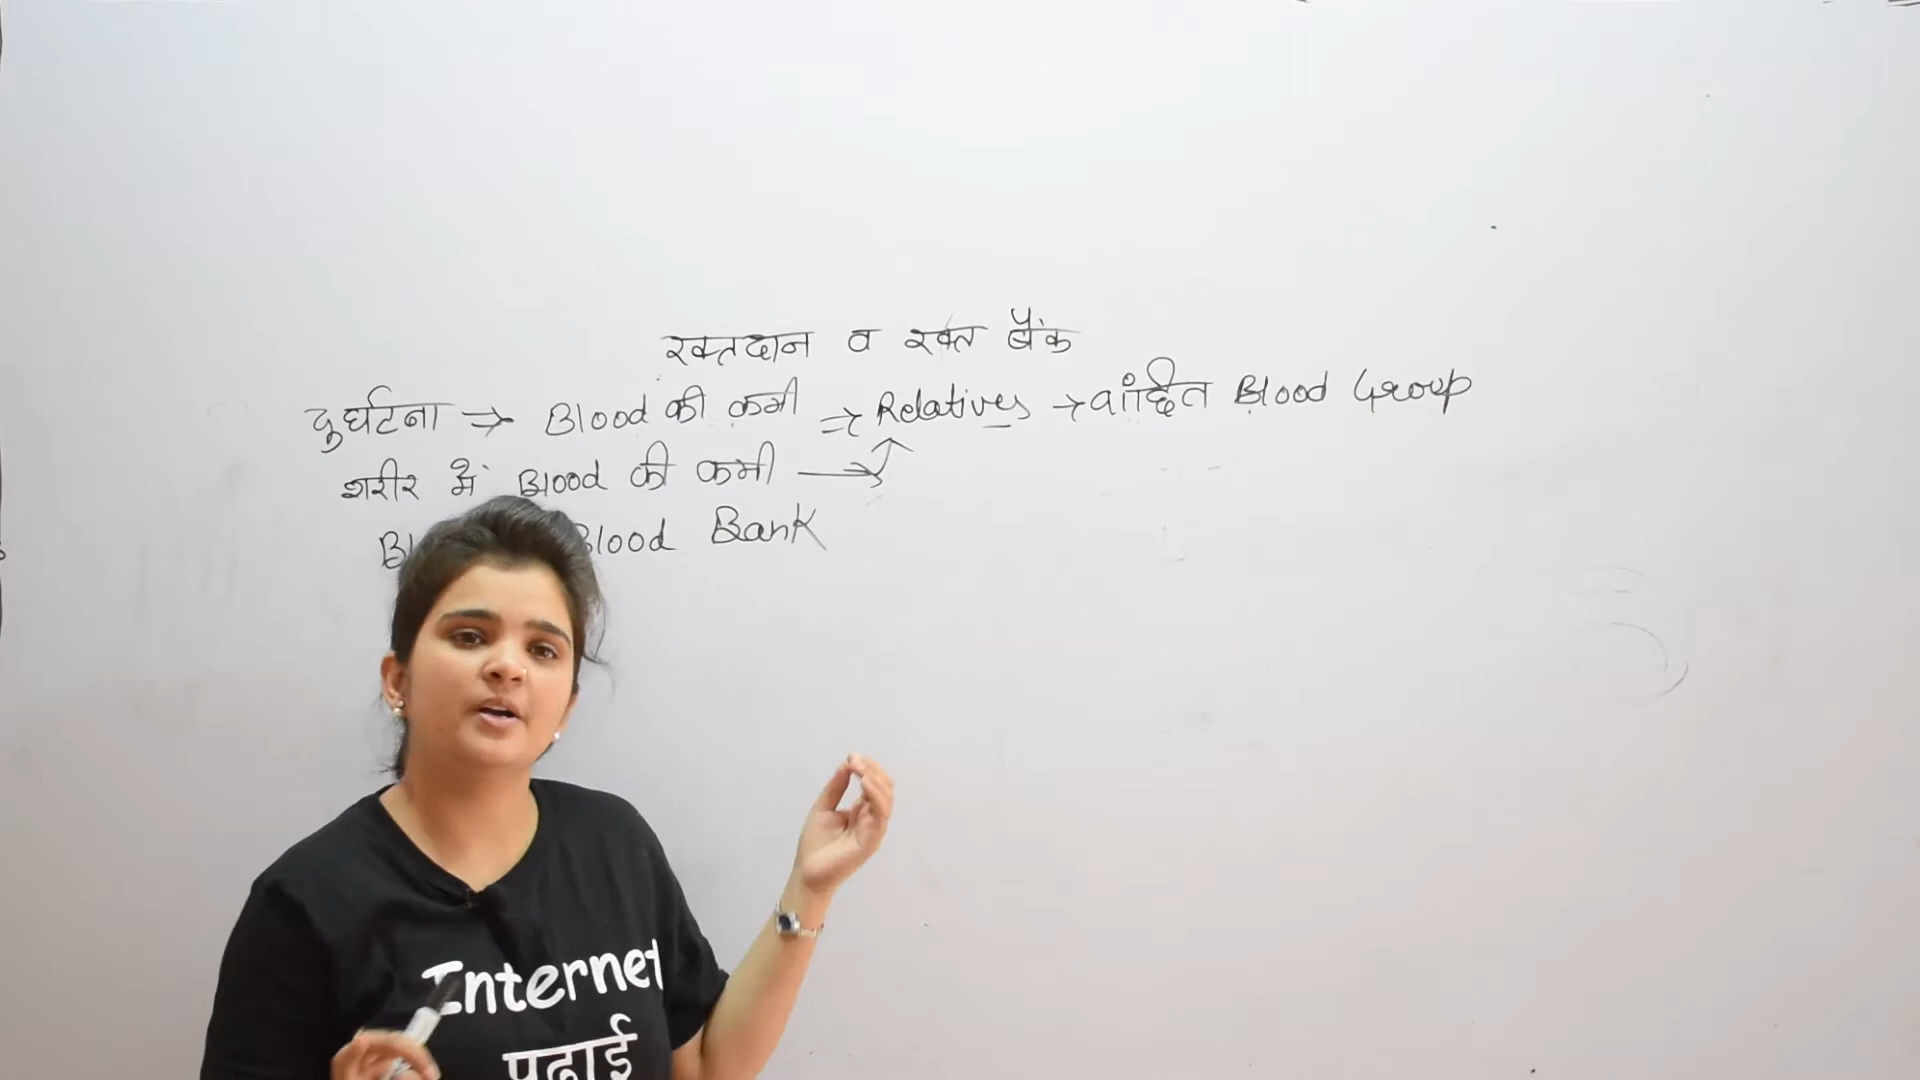 रक्तदान व रक्त बैंक
दुर्घटना → Blood की कमी ⇒ Relatives → वांछित Blood Group
शरीर में Blood की कमी →
Blood Bank
Internet
पढाई